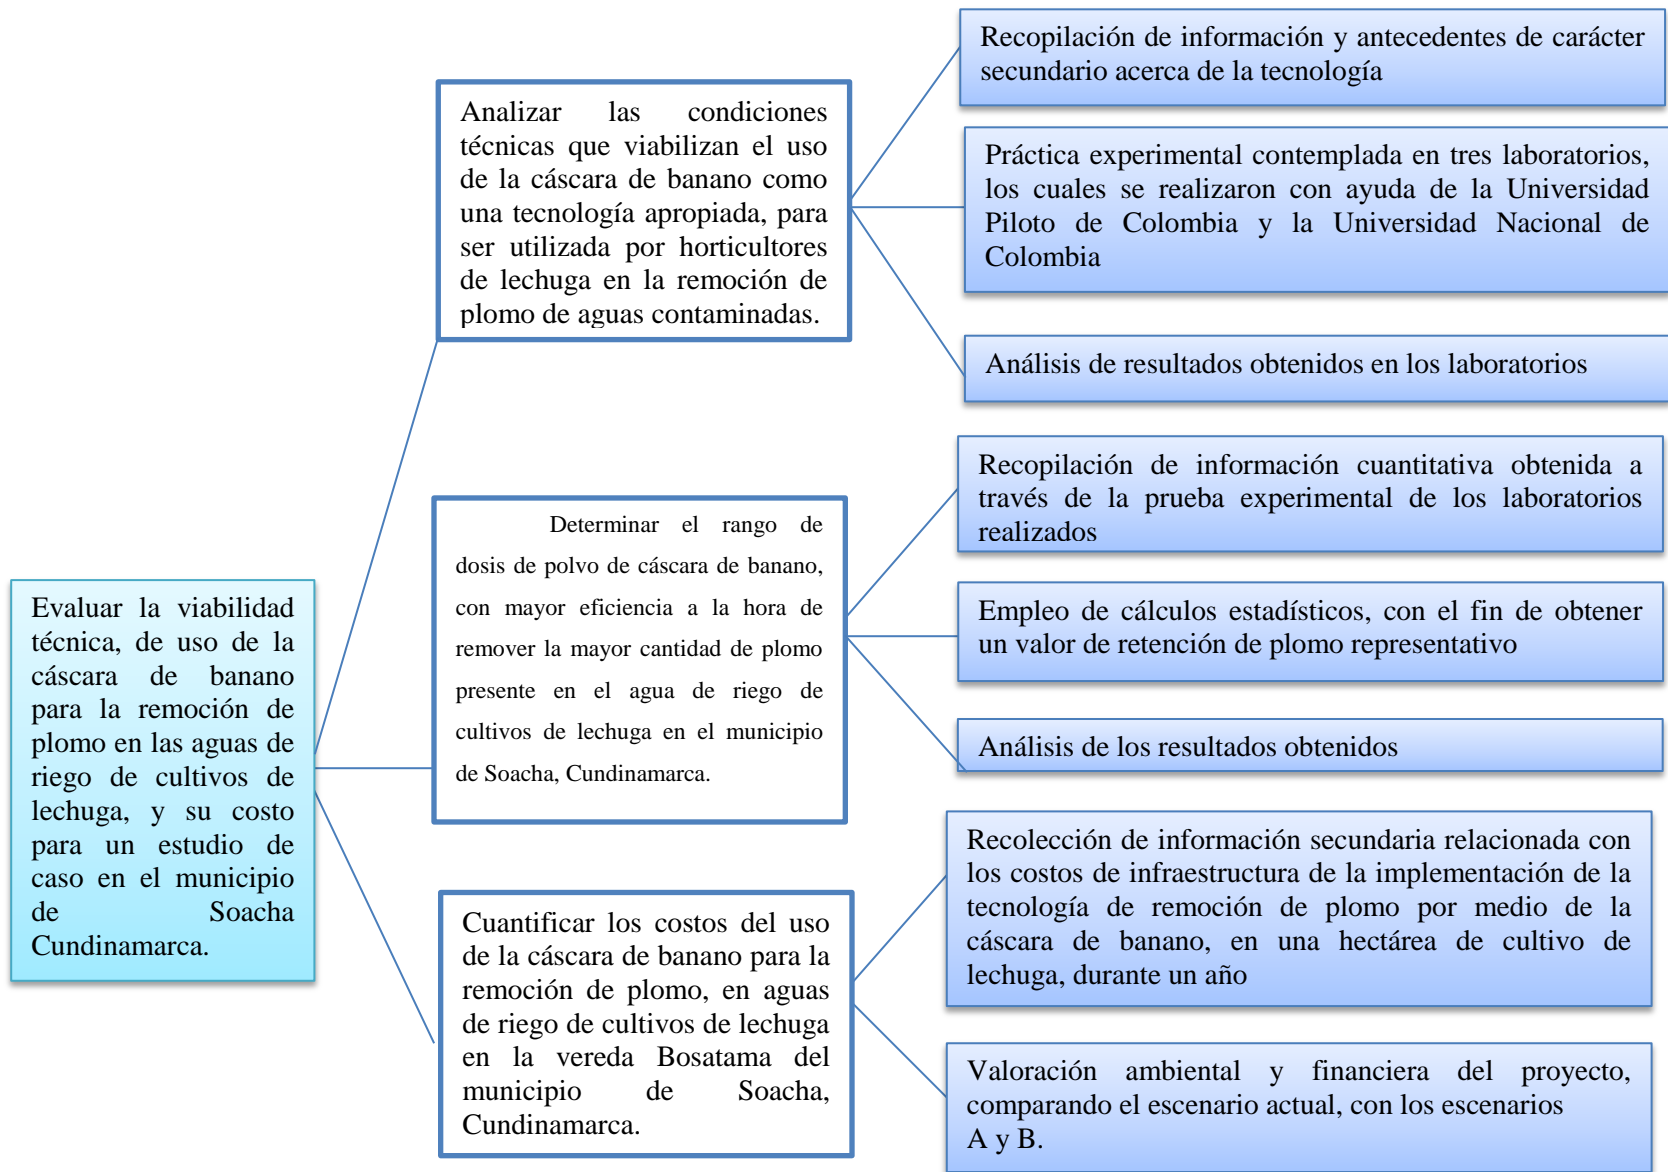 Evaluar la viabilidad
técnica, de uso de la
cáscara de banano
para la remoción de
plomo en las aguas de
riego de cultivos de
lechuga, y su costo
para un estudio de
caso en el municipio
de Soacha
Cundinamarca.
Analizar las condiciones
técnicas que viabilizan el uso
de la cáscara de banano como
una tecnología apropiada, para
ser utilizada por horticultores
de lechuga en la remoción de
plomo de aguas contaminadas.
Recopilación de información y antecedentes de carácter
secundario acerca de la tecnología
Práctica experimental contemplada en tres laboratorios,
los cuales se realizaron con ayuda de la Universidad
Piloto de Colombia y la Universidad Nacional de
Colombia
Análisis de resultados obtenidos en los laboratorios
Determinar el rango de
dosis de polvo de cáscara de banano,
con mayor eficiencia a la hora de
remover la mayor cantidad de plomo
presente en el agua de riego de
cultivos de lechuga en el municipio
de Soacha, Cundinamarca.
Recopilación de información cuantitativa obtenida a
través de la prueba experimental de los laboratorios
realizados
Empleo de cálculos estadísticos, con el fin de obtener
un valor de retención de plomo representativo
Análisis de los resultados obtenidos
Cuantificar los costos del uso
de la cáscara de banano para la
remoción de plomo, en aguas
de riego de cultivos de lechuga
en la vereda Bosatama del
municipio de Soacha,
Cundinamarca.
Recolección de información secundaria relacionada con
los costos de infraestructura de la implementación de la
tecnología de remoción de plomo por medio de la
cáscara de banano, en una hectárea de cultivo de
lechuga, durante un año
Valoración ambiental y financiera del proyecto,
comparando el escenario actual, con los escenarios
A y B.